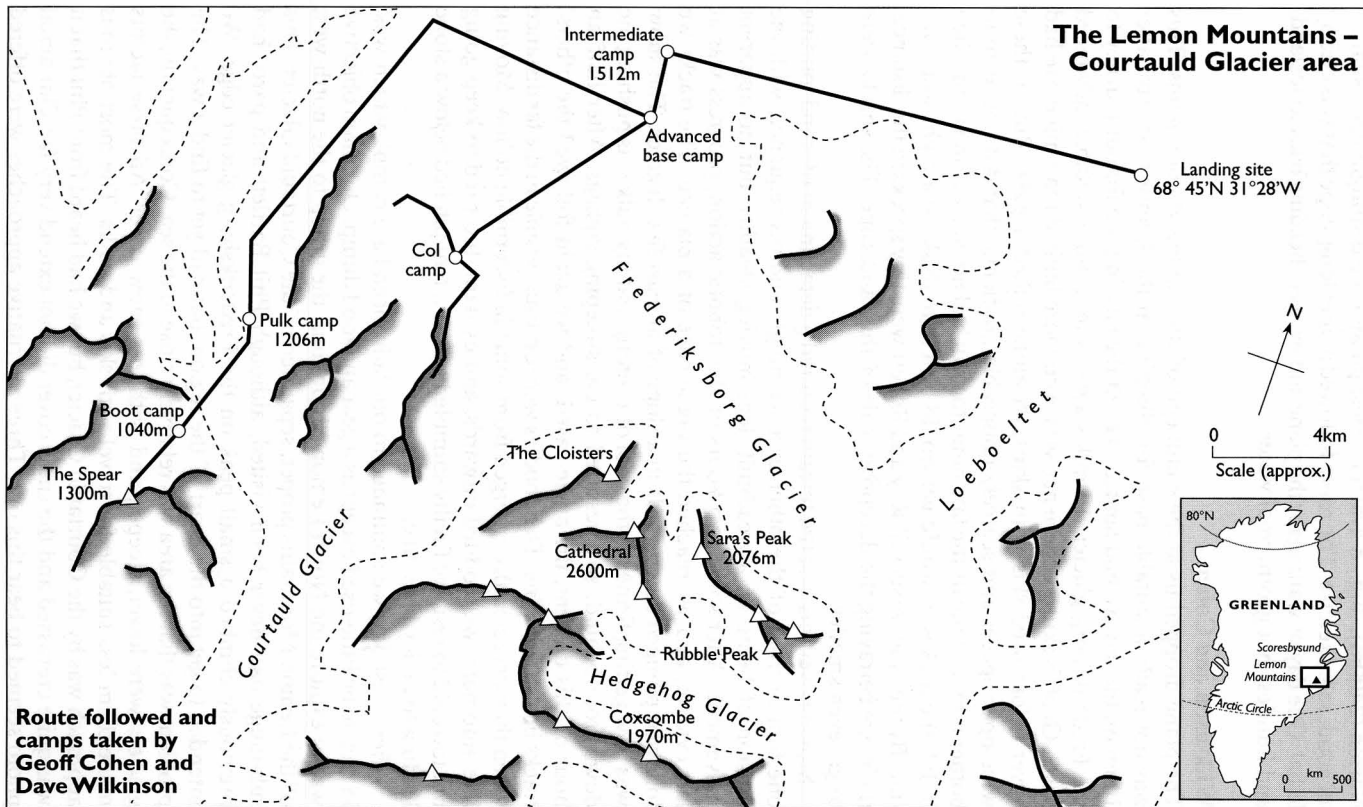 The Lemon Mountains –
Courtauld Glacier area
Intermediate
camp
1512m
Advanced
base camp
Landing site
68° 45'N 31°28'W
Col
camp
Pulk camp
1206m
Boot camp
1040m
The Spear
1300m
Frederiksborg Glacier
Loeboeltet
N
0 4km
Scale (approx.)
The Cloisters
Cathedral
2600m
Sara's Peak
2076m
Rubble Peak
Courtauld Glacier
Hedgehog Glacier
Coxcombe
1970m
Route followed and
camps taken by
Geoff Cohen and
Dave Wilkinson
80°N
GREENLAND
Scoresbysund
Lemon
Mountains
Arctic Circle
km
0 500